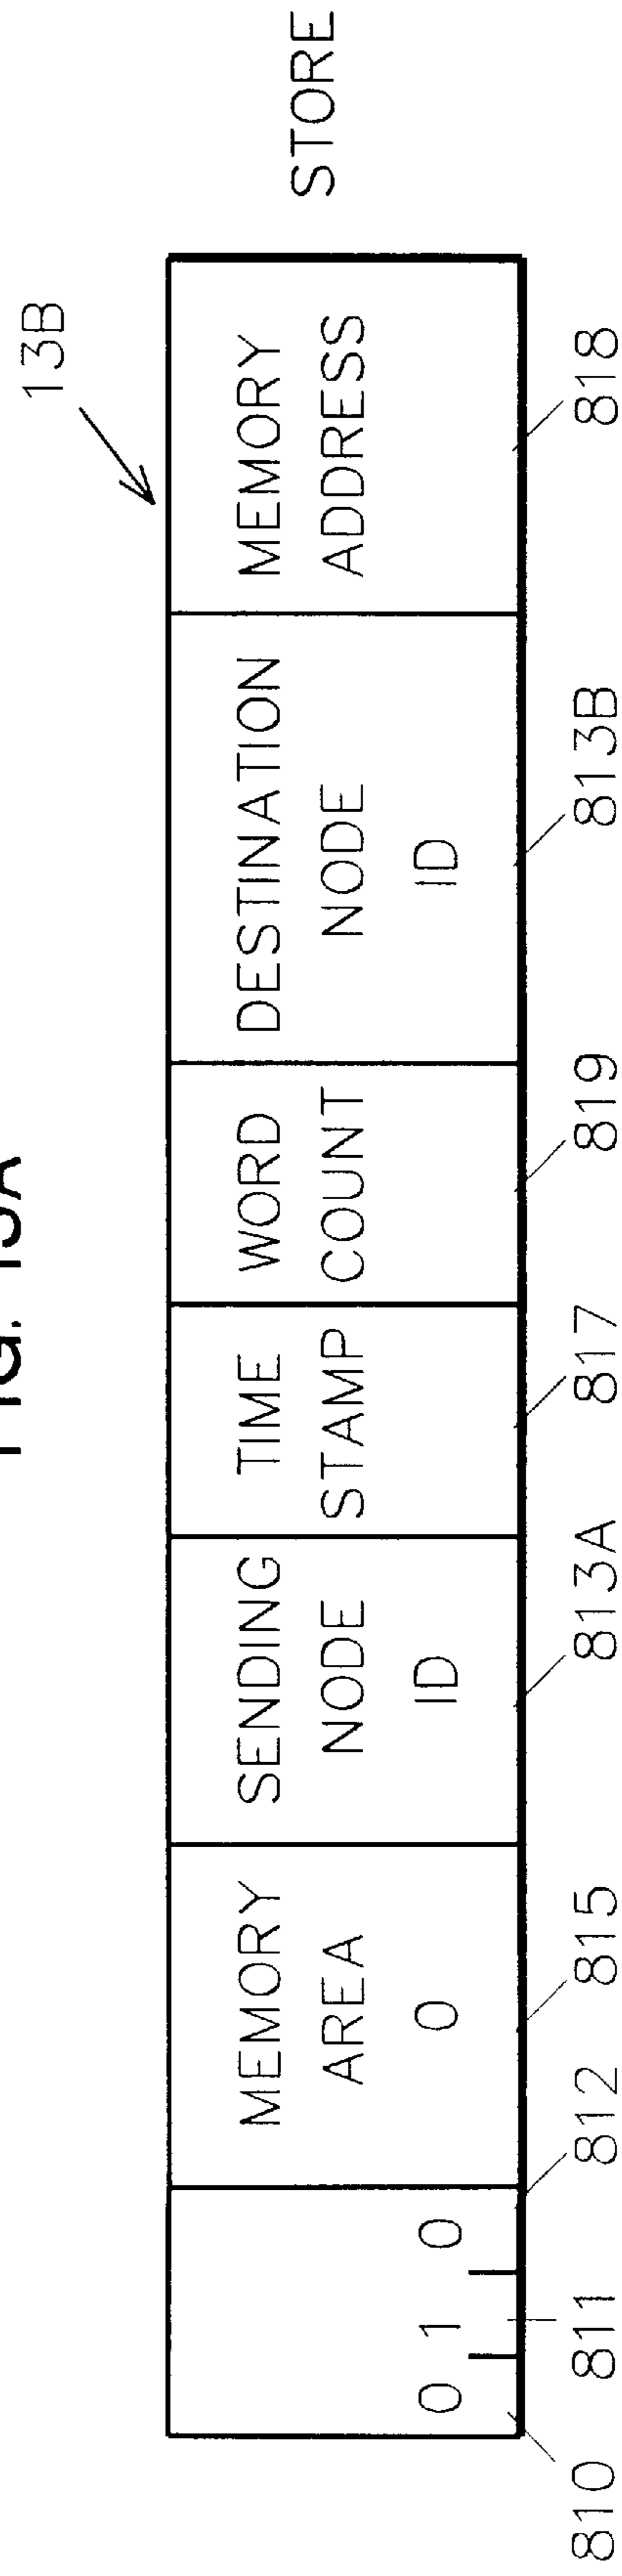 13B
MEMORY
AREA
0
SENDING
NODE
ID
TIME
STAMP
WORD
COUNT
DESTINATION
NODE
ID
MEMORY
ADDRESS
STORE
0 1 0
810
811
812
815
813A
817
819
813B
818